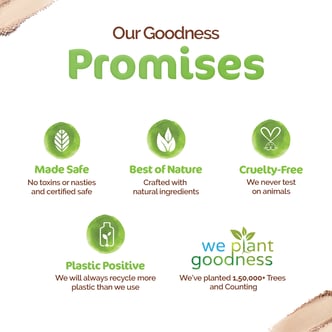 Our Goodness
Promises
Made Safe
No toxins or nasties
and certified safe
Best of Nature
Crafted with
natural ingredients
Cruelty-Free
We never test
on animals
Plastic Positive
We will always recycle more
plastic than we use
we plant
goodness
We've planted 1,50,000+ Trees
and Counting